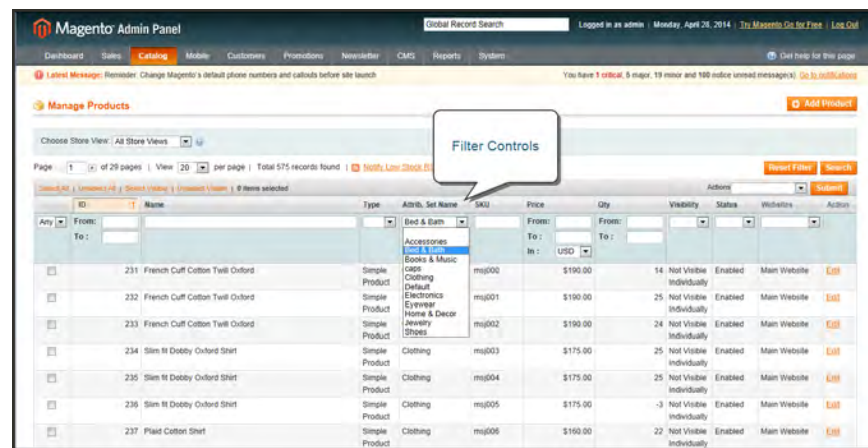 Magento Admin Panel
Global Record Search
Logged in as admin | Monday, April 28, 2014 | Try Magento Go for Free | Log Out
Dashboard Sales Catalog Mobile Customers Promotions Newsletter CMS Reports System
Get help for this page
Latest Message: Reminder: Change Magento's default phone numbers and callouts before site launch
You have 1 critical, 5 major, 19 minor and 100 notice unread message(s). Go to notifications
Manage Products
Add Product
Choose Store View: All Store Views
Filter Controls
Page 1 of 29 pages | View 20 per page | Total 575 records found | Notify Low Stock
Reset Filter Search
Select All | Unselect All | Select Visible | Unselect Visible | 0 items selected
Actions Submit
ID Name Type Attrib. Set Name SKU Price Qty Visibility Status Websites Action
Any From: Bed & Bath From: From:
To: To: To:
In: USD
Accessories
Bed & Bath
Books & Music
caps
Clothing
Default
Electronics
Eyewear
Home & Decor
Jewelry
Shoes
231 French Cuff Cotton Twill Oxford Simple Product msj000 $190.00 14 Not Visible Individually Enabled Main Website Edit
232 French Cuff Cotton Twill Oxford Simple Product msj001 $190.00 25 Not Visible Individually Enabled Main Website Edit
233 French Cuff Cotton Twill Oxford Simple Product msj002 $190.00 24 Not Visible Individually Enabled Main Website Edit
234 Slim fit Dobby Oxford Shirt Simple Product Clothing msj003 $175.00 25 Not Visible Individually Enabled Main Website Edit
235 Slim fit Dobby Oxford Shirt Simple Product Clothing msj004 $175.00 25 Not Visible Individually Enabled Main Website Edit
236 Slim fit Dobby Oxford Shirt Simple Product Clothing msj005 $175.00 -3 Not Visible Individually Enabled Main Website Edit
237 Plaid Cotton Shirt Simple Product Clothing msj006 $160.00 22 Not Visible Individually Enabled Main Website Edit